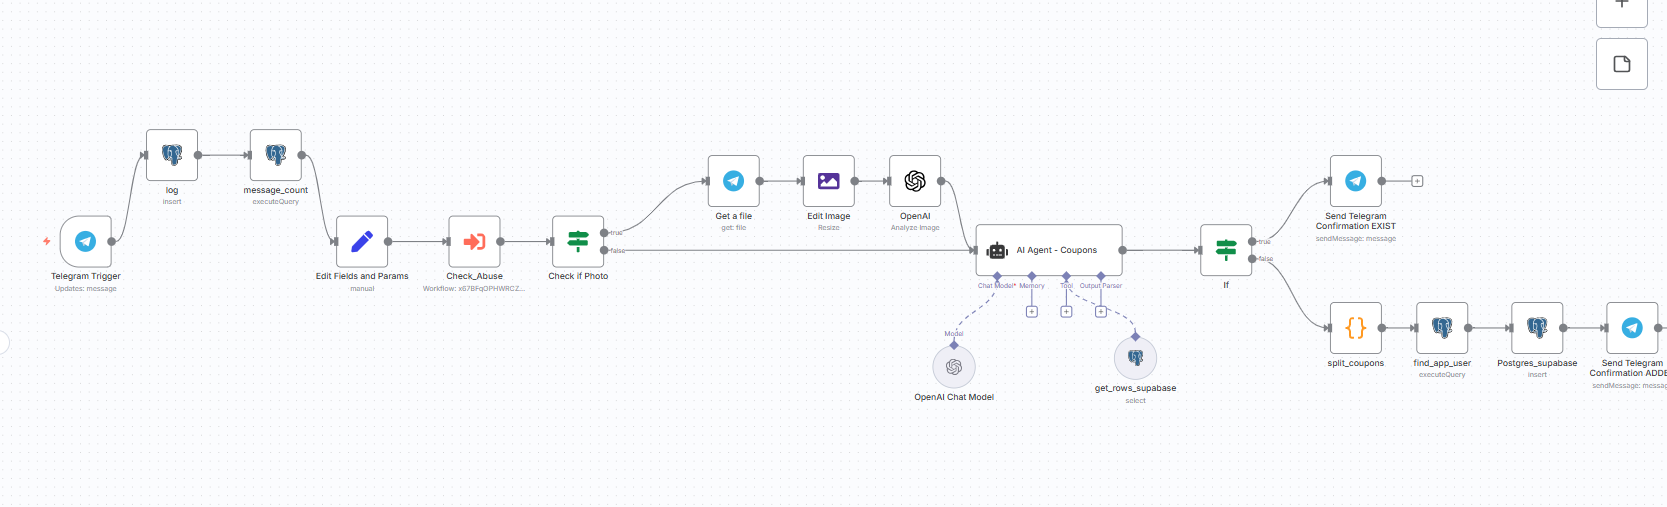 log
insert
message_count
executeQuery
Telegram Trigger
Updates: message
Edit Fields and Params
manual
Check_Abuse
Workflow: x67BFqOPHWRCZ...
Check if Photo
true
false
Get a file
get: file
Edit Image
Resize
OpenAI
Analyze Image
AI Agent - Coupons
Chat Model*
Memory
Tool
Output Parser
Model
OpenAI Chat Model
get_rows_supabase
select
If
true
false
Send Telegram
Confirmation EXIST
sendMessage: message
split_coupons
find_app_user
executeQuery
Postgres_supabase
insert
Send Telegram
Confirmation ADDE
sendMessage: messag